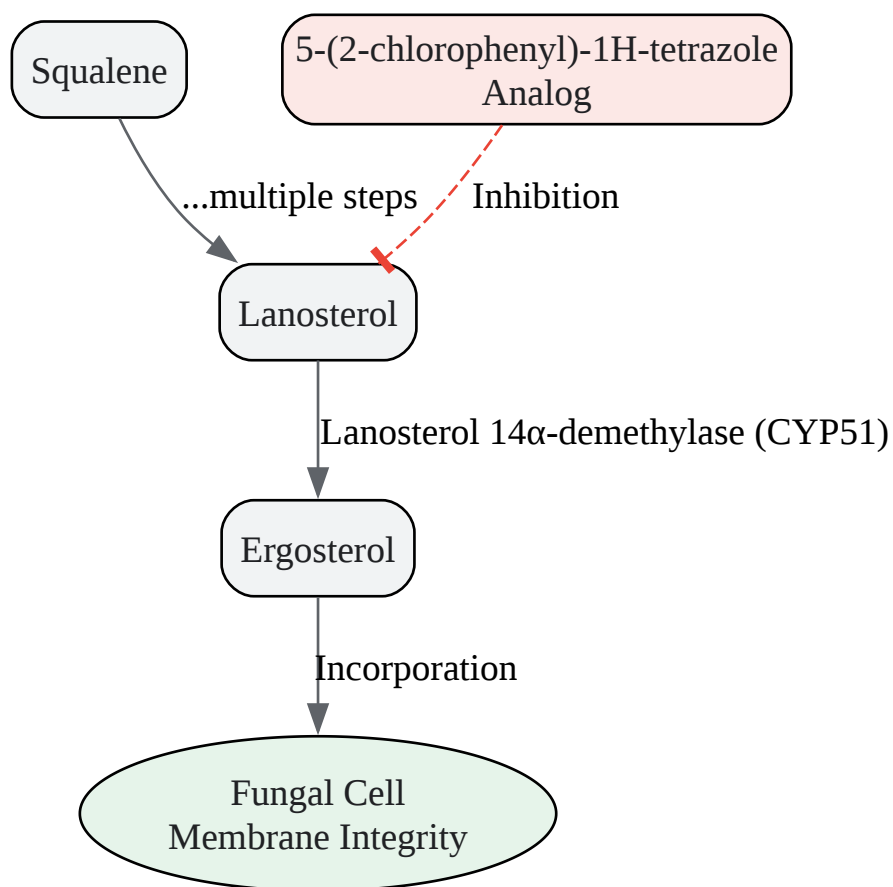 Squalene
5-(2-chlorophenyl)-1H-tetrazole
Analog
...multiple steps
Inhibition
Lanosterol
Lanosterol 14α-demethylase (CYP51)
Ergosterol
Incorporation
Fungal Cell
Membrane Integrity